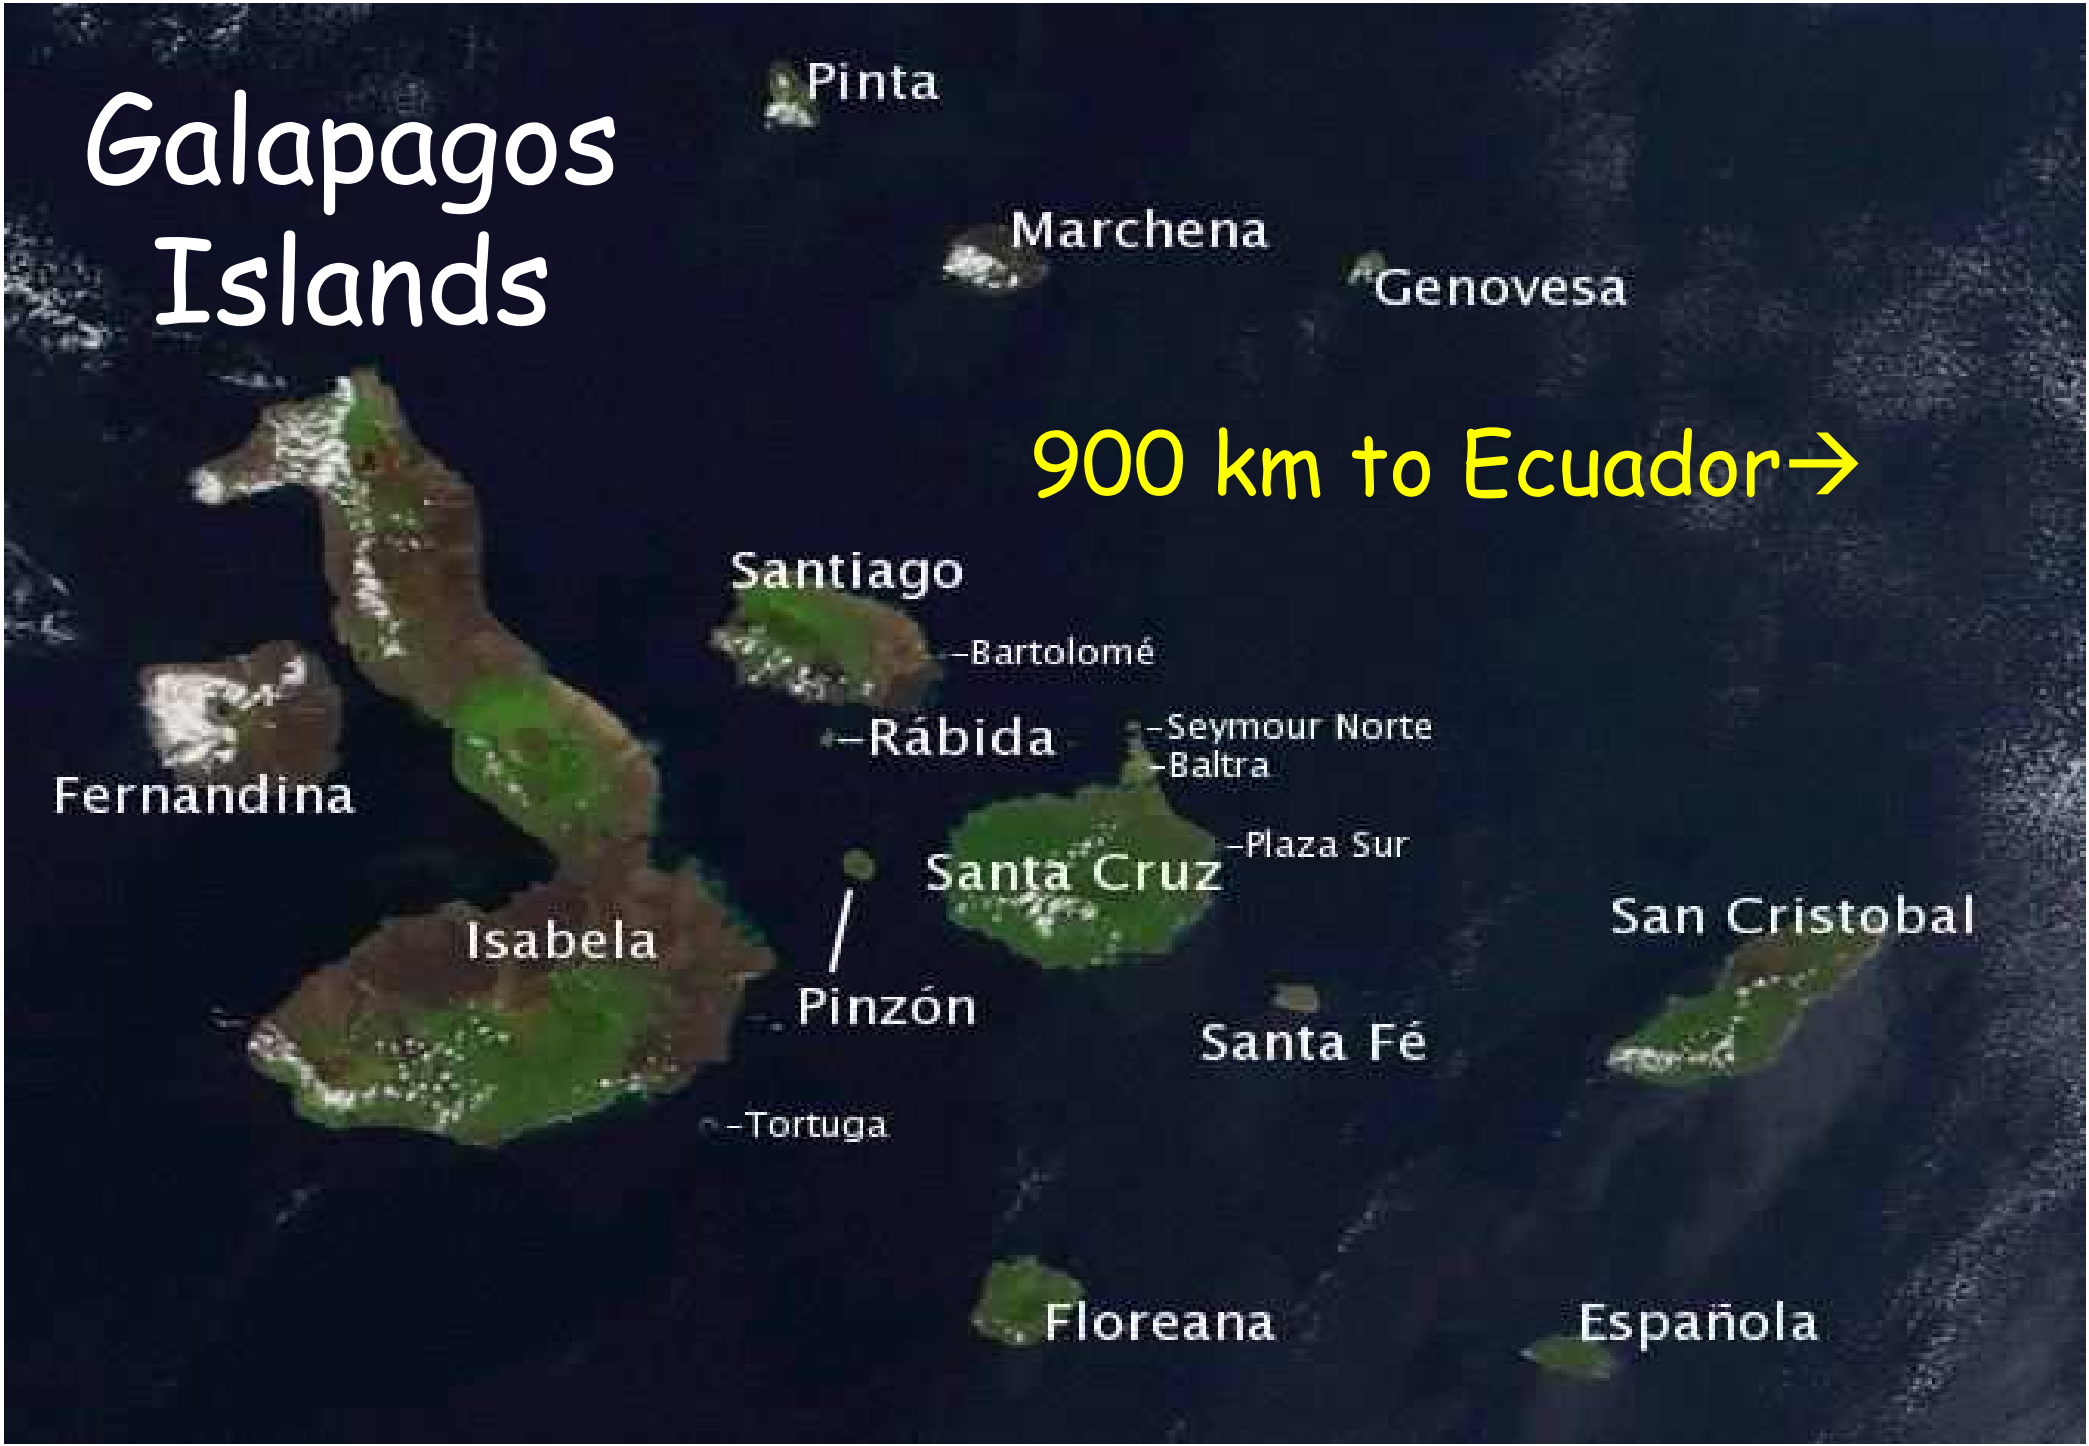 Galapagos
Islands
Pinta
Marchena
Genovesa
900 km to Ecuador→
Santiago
–Bartolomé
–Rábida
–Seymour Norte
–Baltra
Fernandina
–Plaza Sur
Santa Cruz
Isabela
San Cristobal
Pinzón
Santa Fé
–Tortuga
Floreana
Española